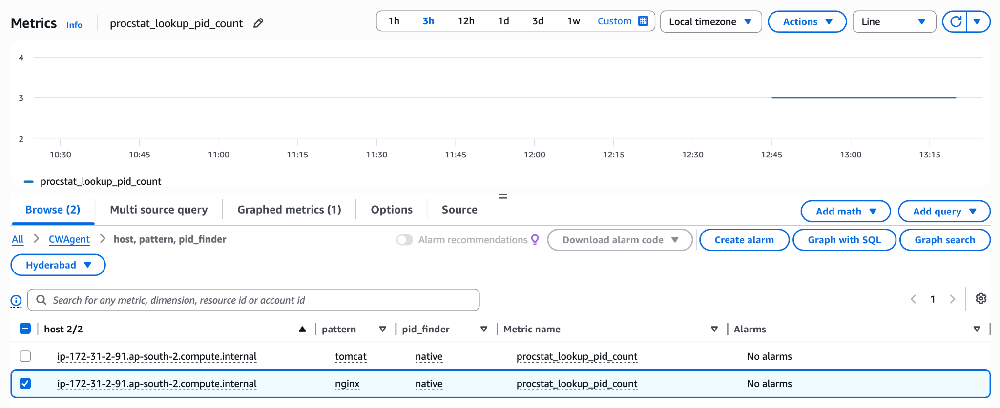 Metrics Info procstat_lookup_pid_count 1h 3h 12h 1d 3d 1w Custom Local timezone Actions Line
4
3
2
10:30 10:45 11:00 11:15 11:30 11:45 12:00 12:15 12:30 12:45 13:00 13:15
procstat_lookup_pid_count
Browse (2) Multi source query Graphed metrics (1) Options Source Add math Add query
All CWAgent host, pattern, pid_finder Alarm recommendations Download alarm code Create alarm Graph with SQL Graph search
Hyderabad
Search for any metric, dimension, resource id or account id 1
host 2/2 pattern pid_finder Metric name Alarms
ip-172-31-2-91.ap-south-2.compute.internal tomcat native procstat_lookup_pid_count No alarms
ip-172-31-2-91.ap-south-2.compute.internal nginx native procstat_lookup_pid_count No alarms